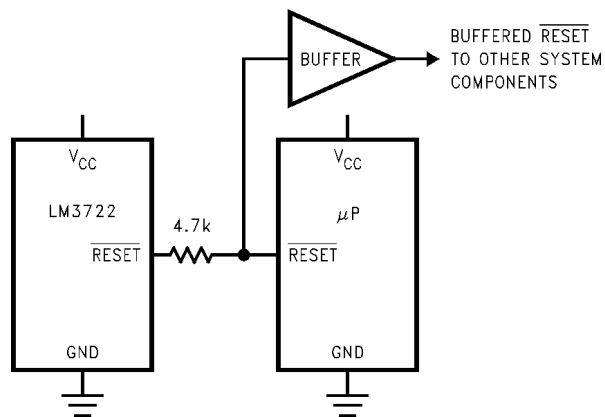 BUFFER
BUFFERED RESET
TO OTHER SYSTEM
COMPONENTS
VCC
LM3722
RESET
GND
4.7k
VCC
μP
RESET
GND